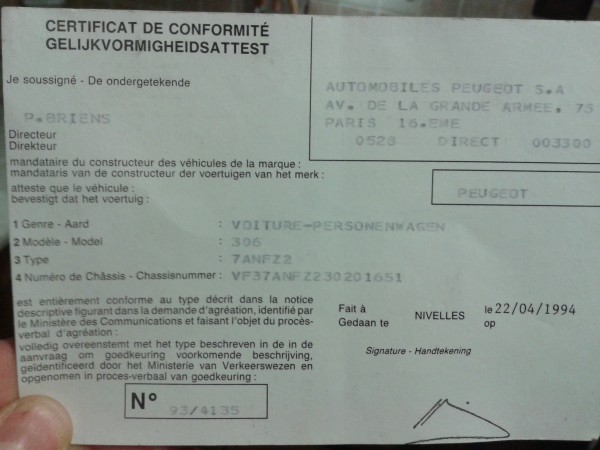 CERTIFICAT DE CONFORMITÉ
GELIJKVORMIGHEIDSATTEST
Je soussigné - De ondergetekende
P.BRIENS
Directeur
Direkteur
AUTOMOBILES PEUGEOT S.A
AV. DE LA GRANDE ARMEE, 75
PARIS 16.EME
0528 DIRECT 003300
mandataire du constructeur des véhicules de la marque :
mandataris van de constructeur der voertuigen van het merk :
PEUGEOT
atteste que le véhicule :
bevestigt dat het voertuig :
1 Genre - Aard : VOITURE-PERSONENWAGEN
2 Modèle - Model : 306
3 Type : 7ANFZ2
4 Numéro de Châssis - Chassisnummer : VF37ANFZ230201651
est entièrement conforme au type décrit dans la notice
descriptive figurant dans la demande d'agréation, identifié par
le Ministère des Communications et faisant l'objet du procès-
verbal d'agréation :
volledig overeenstemt met het type beschreven in de in de
aanvraag om goedkeuring voorkomende beschrijving,
geïdentificeerd door het Ministerie van Verkeerswezen en
opgenomen in proces-verbaal van goedkeuring :
Fait à NIVELLES le 22/04/1994
Gedaan te op
Signature - Handtekening
N° 93/4135